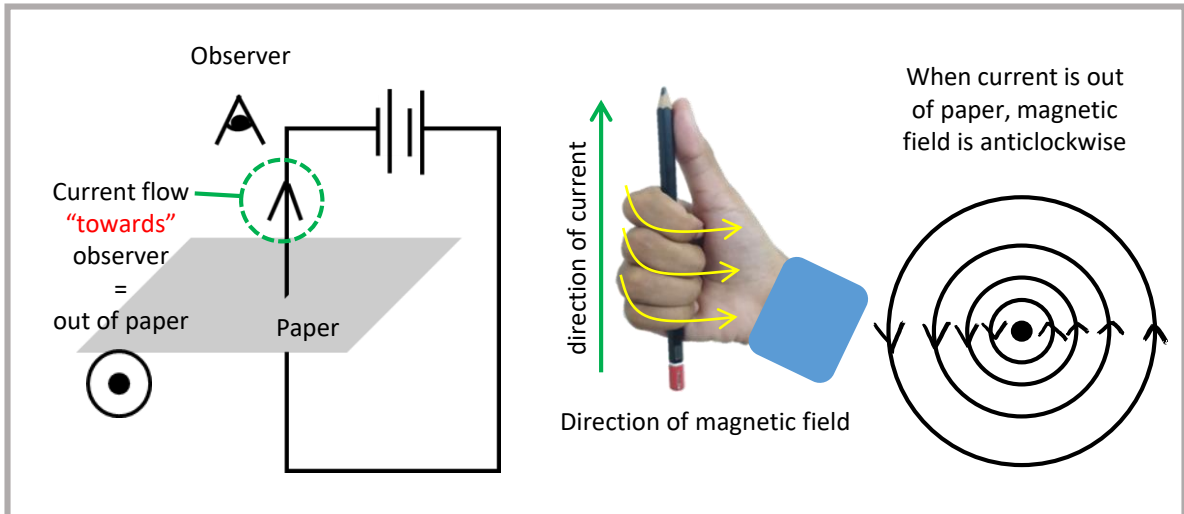 Observer
Current flow
“towards”
observer
=
out of paper
Paper
direction of current
Direction of magnetic field
When current is out
of paper, magnetic
field is anticlockwise